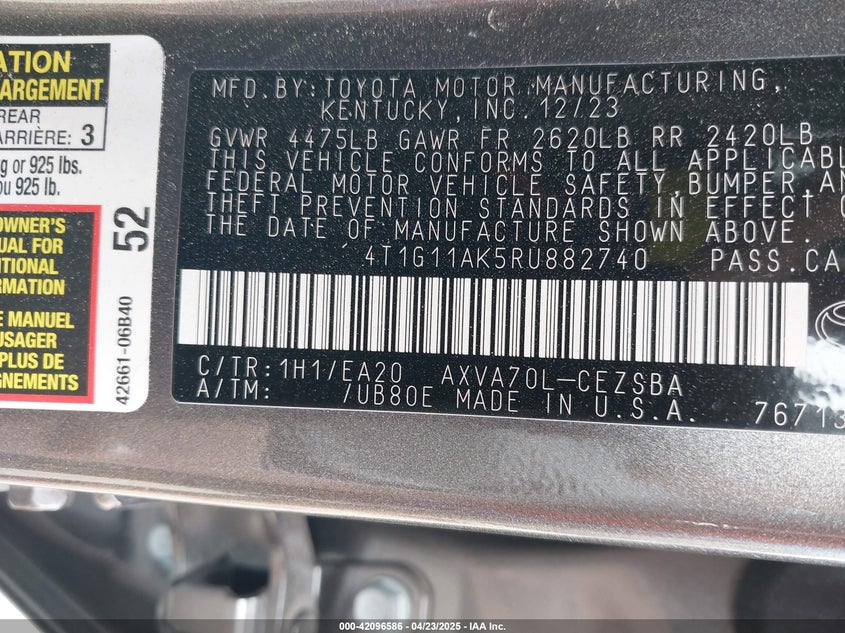 ATION
ARGEMENT
REAR
ARRIÈRE: 3
g or 925 lbs.
ou 925 lb.
OWNER'S
UAL FOR
ITIONAL
RMATION
E MANUEL
USAGER
PLUS DE
GNEMENTS
52
42661-06B40
MFD.BY:TOYOTA MOTOR MANUFACTURING,
KENTUCKY,INC.12/23
GVWR 4475LB GAWR FR 2620LB RR 2420LB
THIS VEHICLE CONFORMS TO ALL APPLICABL
FEDERAL MOTOR VEHICLE SAFETY,BUMPER,AN
THEFT PREVENTION STANDARDS IN EFFECT O
THE DATE OF MANUFACTURE SHOWN ABOVE.
4T1G11AK5RU882740 PASS.CA
C/TR: 1H1/EA20 AXVA70L-CEZSBA
A/TM: /UB80E MADE IN U.S.A. 7671
000-42096586 - 04/23/2025 - IAA Inc.